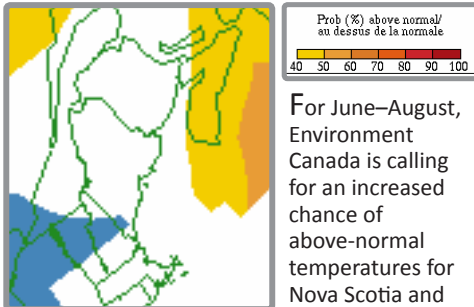 Prob (%) above normal/
au dessus de la normale
40 50 60 70 80 90 100
For June–August,
Environment
Canada is calling
for an increased
chance of
above-normal
temperatures for
Nova Scotia and